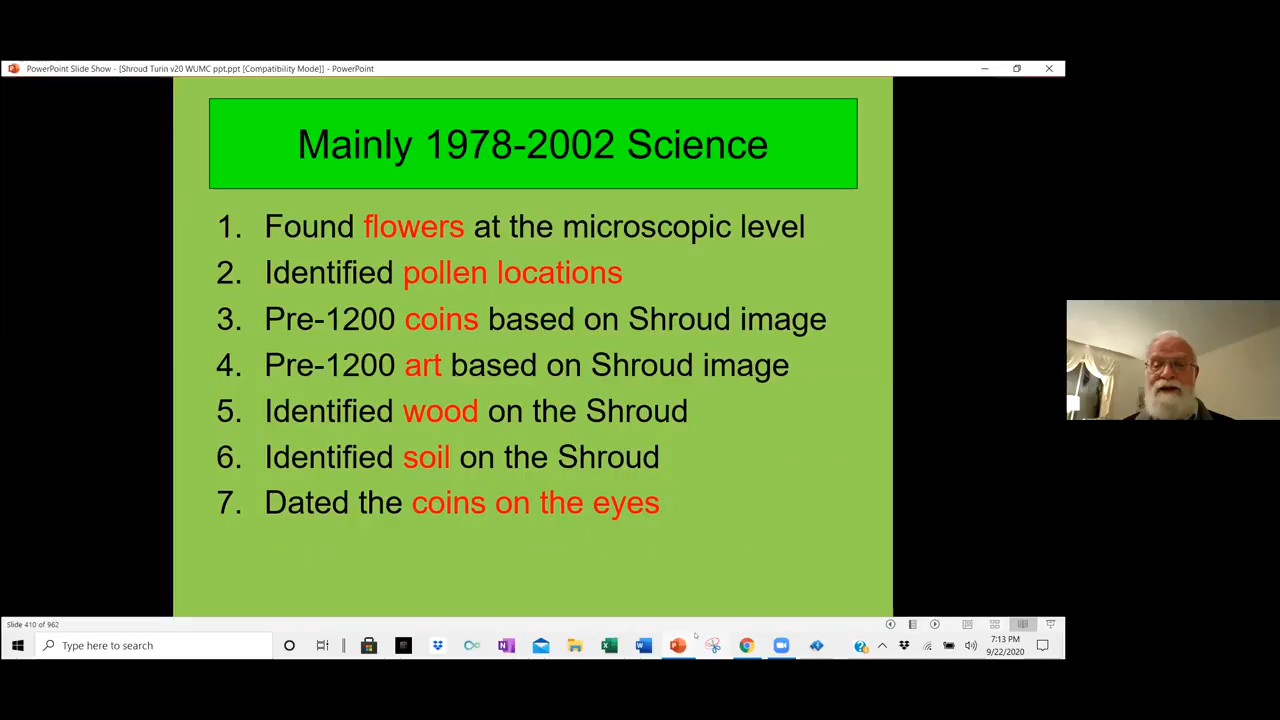 PowerPoint Slide Show - [Shroud Turin v20 WUMC ppt.ppt [Compatibility Mode]] - PowerPoint
Mainly 1978-2002 Science
1. Found flowers at the microscopic level
2. Identified pollen locations
3. Pre-1200 coins based on Shroud image
4. Pre-1200 art based on Shroud image
5. Identified wood on the Shroud
6. Identified soil on the Shroud
7. Dated the coins on the eyes
Slide 410 of 962
Type here to search
7:13 PM
9/22/2020